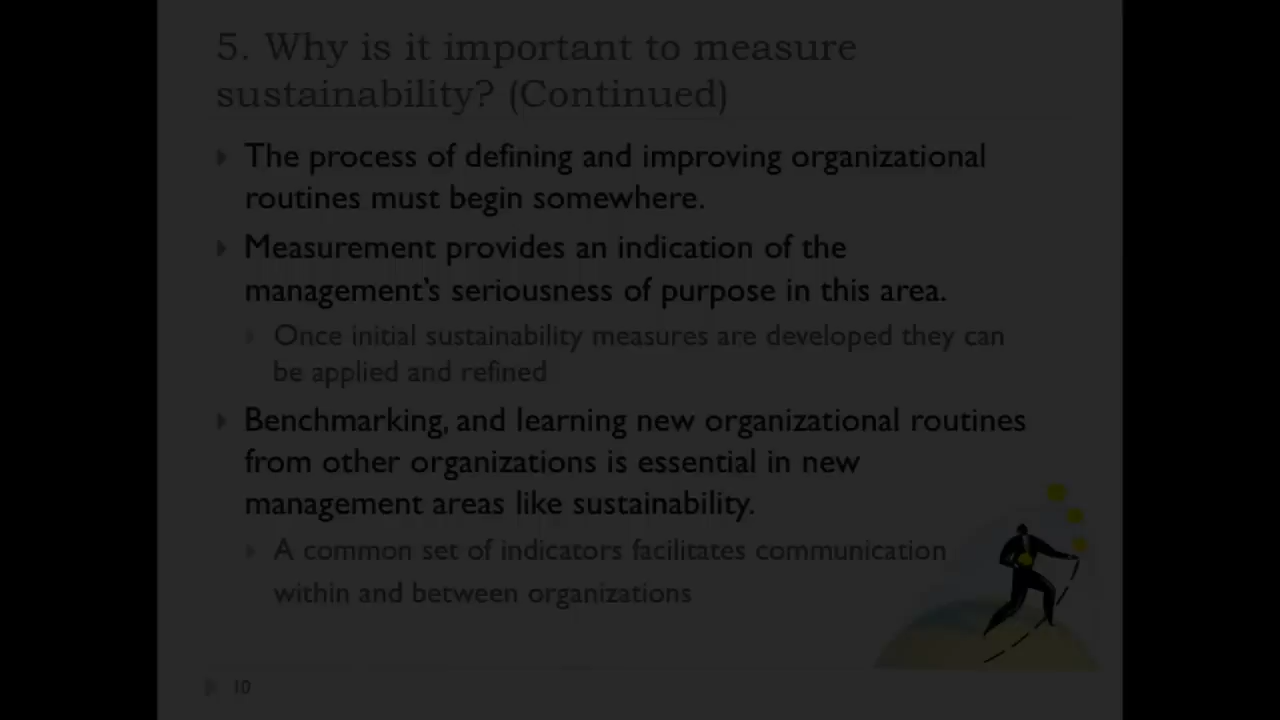 5. Why is it important to measure
sustainability? (Continued)
The process of defining and improving organizational
routines must begin somewhere.
Measurement provides an indication of the
management's seriousness of purpose in this area.
Once initial sustainability measures are developed they can
be applied and refined
Benchmarking, and learning new organizational routines
from other organizations is essential in new
management areas like sustainability.
A common set of indicators facilitates communication
within and between organizations
10